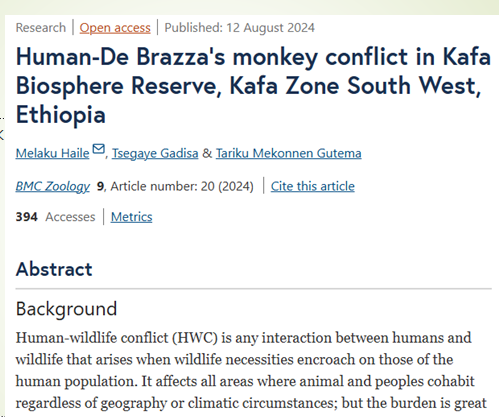 Research | Open access | Published: 12 August 2024
Human-De Brazza's monkey conflict in Kafa
Biosphere Reserve, Kafa Zone South West,
Ethiopia
Melaku Haile, Tsegaye Gadisa & Tariku Mekonnen Gutema
BMC Zoology 9, Article number: 20 (2024) | Cite this article
394 Accesses | Metrics
Abstract
Background
Human-wildlife conflict (HWC) is any interaction between humans and
wildlife that arises when wildlife necessities encroach on those of the
human population. It affects all areas where animal and peoples cohabit
regardless of geography or climatic circumstances; but the burden is great